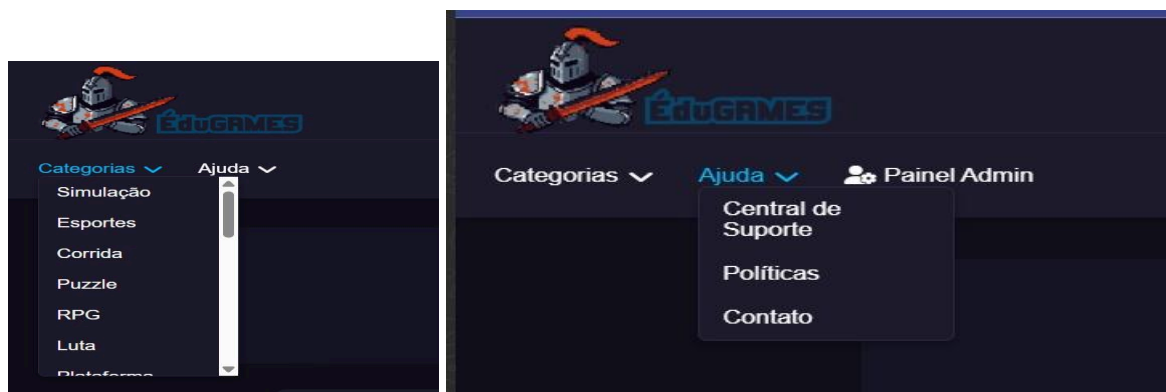 ÉduGAMES
Categorias Ajuda
Simulação
Esportes
Corrida
Puzzle
RPG
Luta
Plataforma
ÉduGAMES
Categorias Ajuda Painel Admin
Central de
Suporte
Políticas
Contato